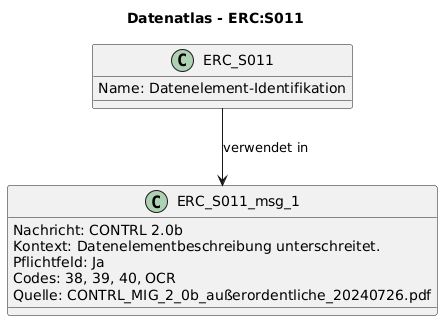 Datenatlas - ERC:S011
C ERC_S011
Name: Datenelement-Identifikation
verwendet in
C ERC_S011_msg_1
Nachricht: CONTRL 2.0b
Kontext: Datenelementbeschreibung unterschreitet.
Pflichtfeld: Ja
Codes: 38, 39, 40, OCR
Quelle: CONTRL_MIG_2_0b_außerordentliche_20240726.pdf